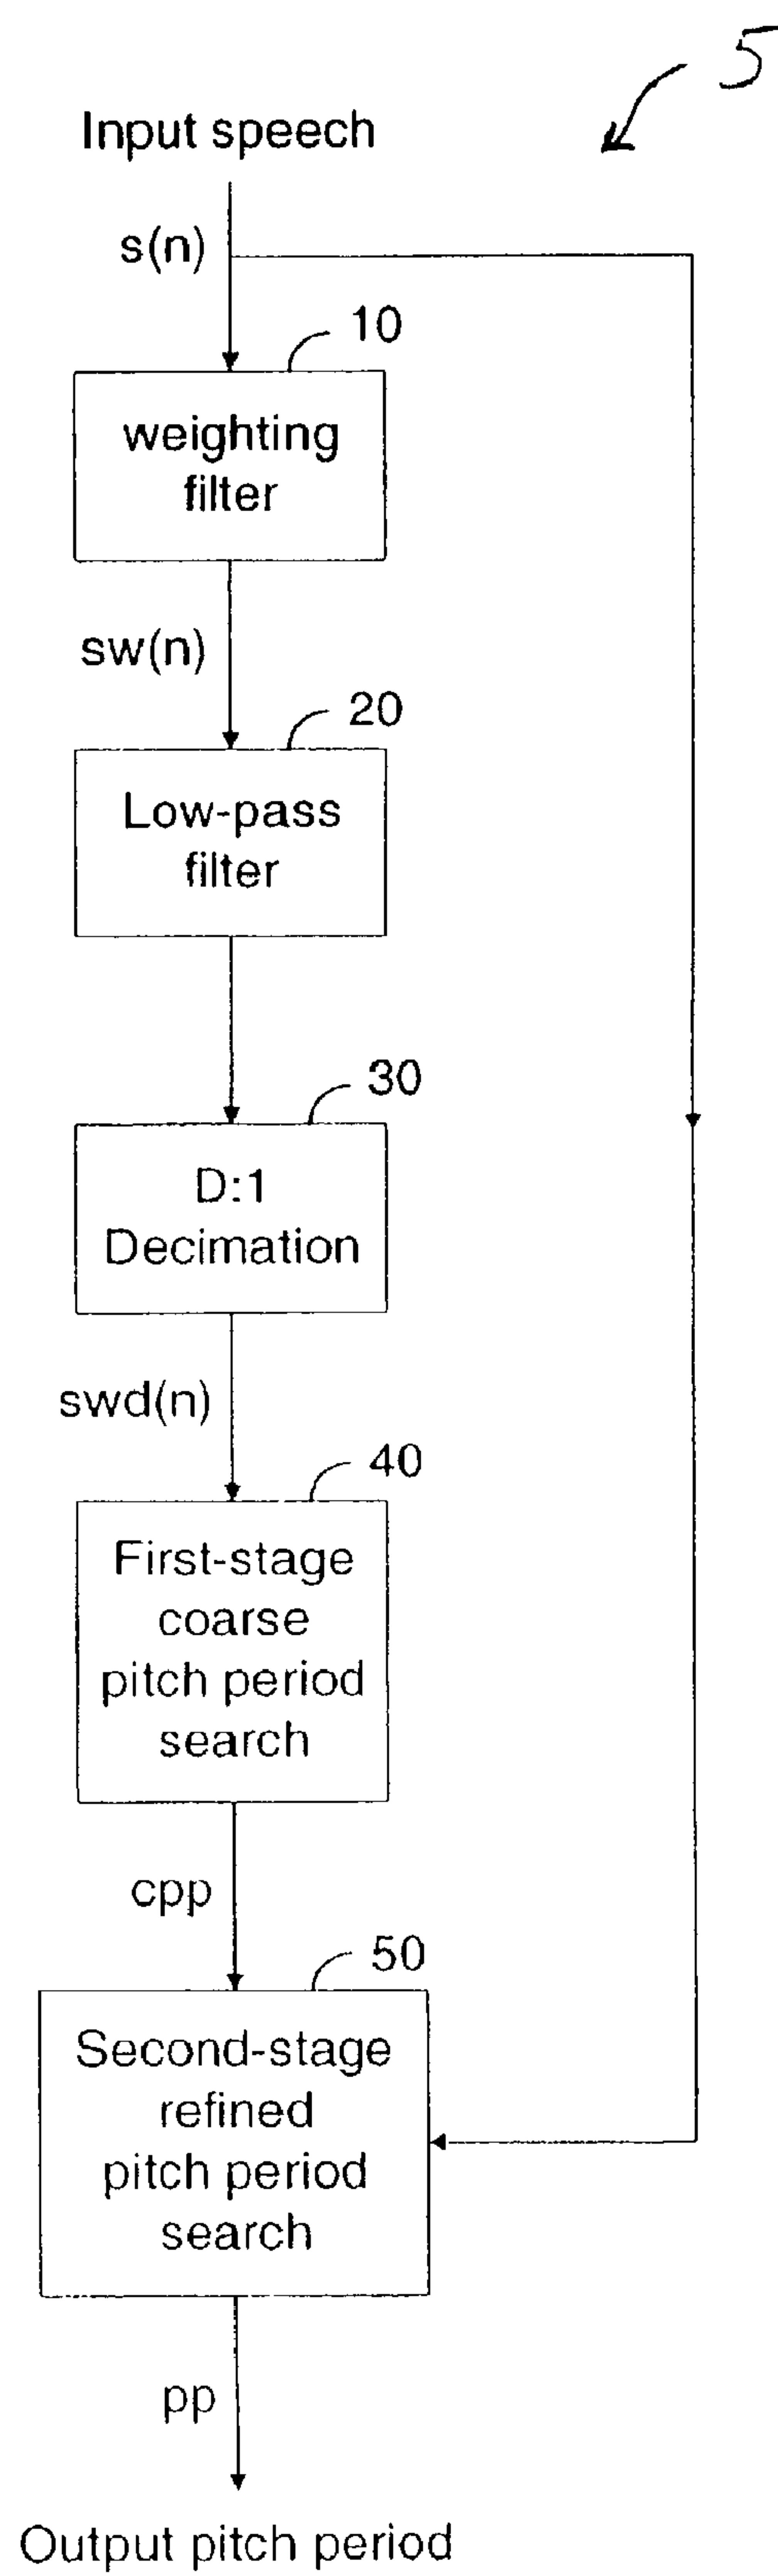 5
Input speech
s(n)
10
weighting
filter
sw(n)
20
Low-pass
filter
30
D:1
Decimation
swd(n)
40
First-stage
coarse
pitch period
search
cpp
50
Second-stage
refined
pitch period
search
pp
Output pitch period